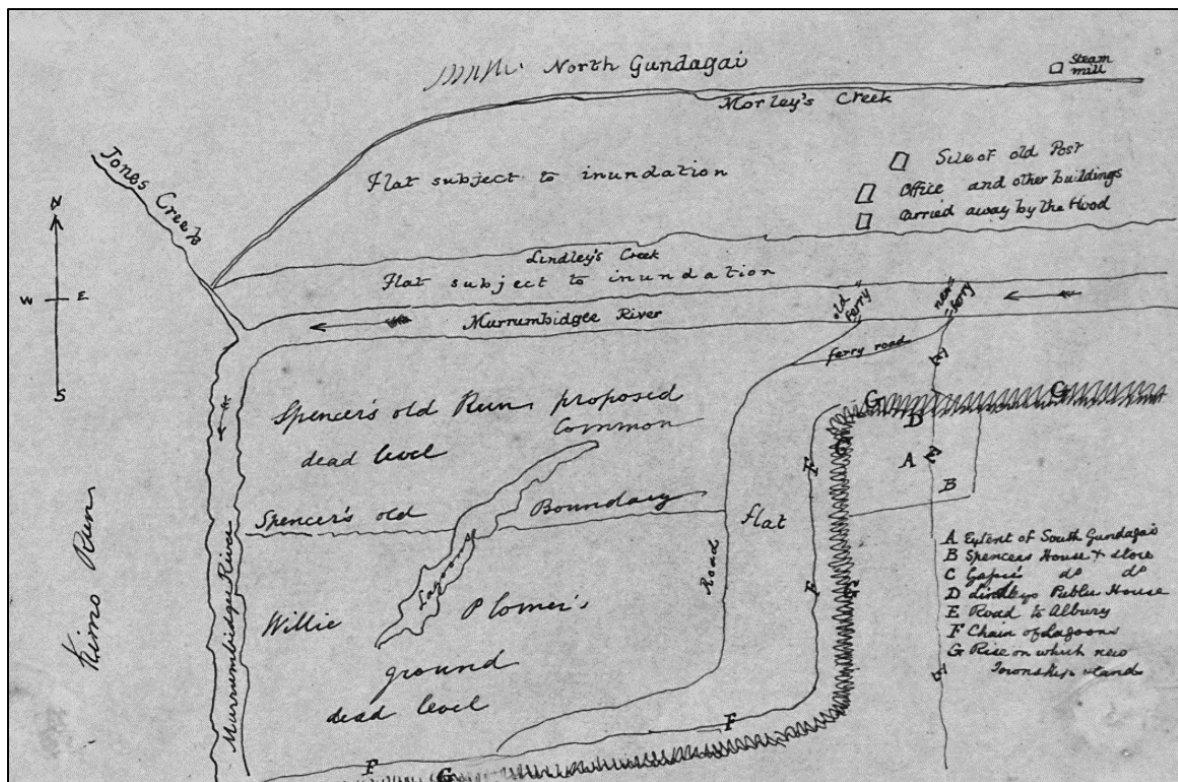 North Gundagai
Steam
mill
Morley's Creek
Jones Creek
Flat subject to inundation
Site of old Post
Office and other buildings
Carried away by the flood
N
W E
S
Lindley's Creek
Flat subject to inundation
Murrumbidgee River
old
ferry
new
ferry
ferry road
Spencer's old Run proposed
Common
dead level
G G
D
F
A E
B
Spencer's old Boundary
flat
Road
Lagoons
F
G
Willie Plomer's
ground
dead level
Murrumbidgee River
Kimo Run
A Extent of South Gundagai
B Spencers House & store
C do do
D Lindleys Public House
E Road to Albury
F Chain of Lagoons
G Rise on which new
Township stands
F
F
G